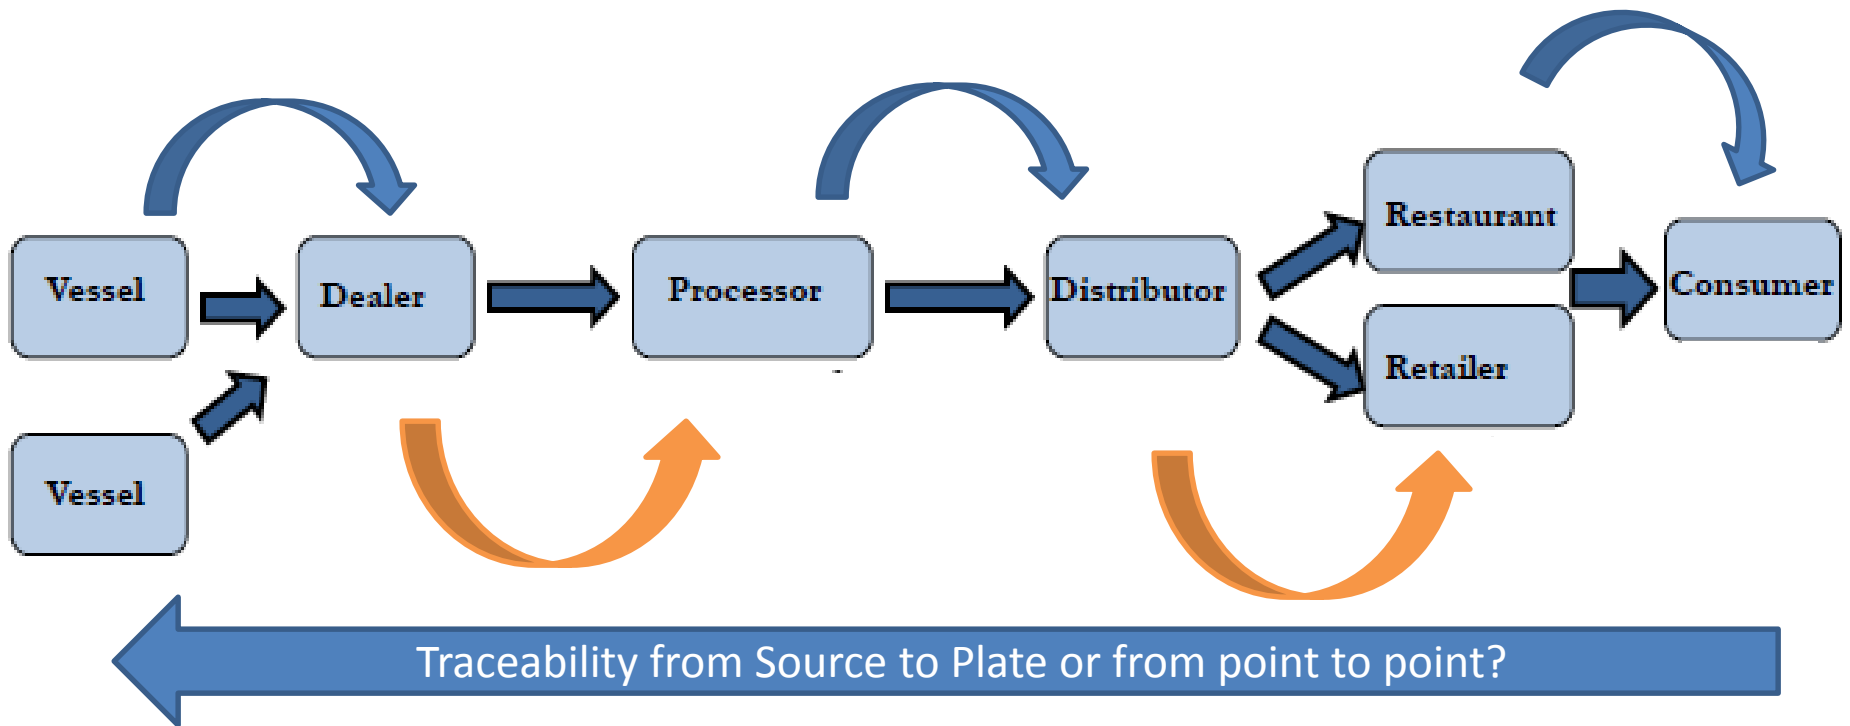 Vessel
Dealer
Processor
Distributor
Restaurant
Retailer
Consumer
Vessel
Traceability from Source to Plate or from point to point?